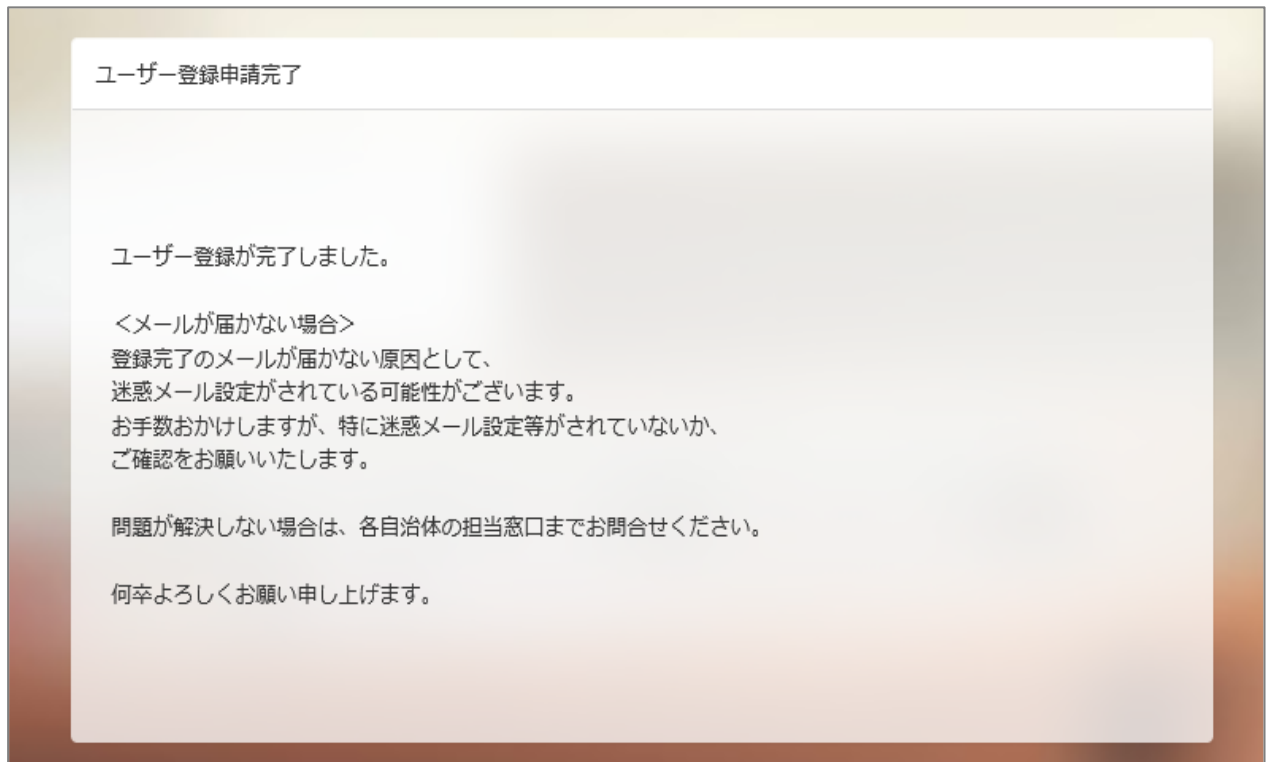 ユーザー登録申請完了
ユーザー登録が完了しました。
＜メールが届かない場合＞
登録完了のメールが届かない原因として、
迷惑メール設定がされている可能性がございます。
お手数おかけしますが、特に迷惑メール設定等がされていないか、
ご確認をお願いいたします。
問題が解決しない場合は、各自治体の担当窓口までお問合せください。
何卒よろしくお願い申し上げます。